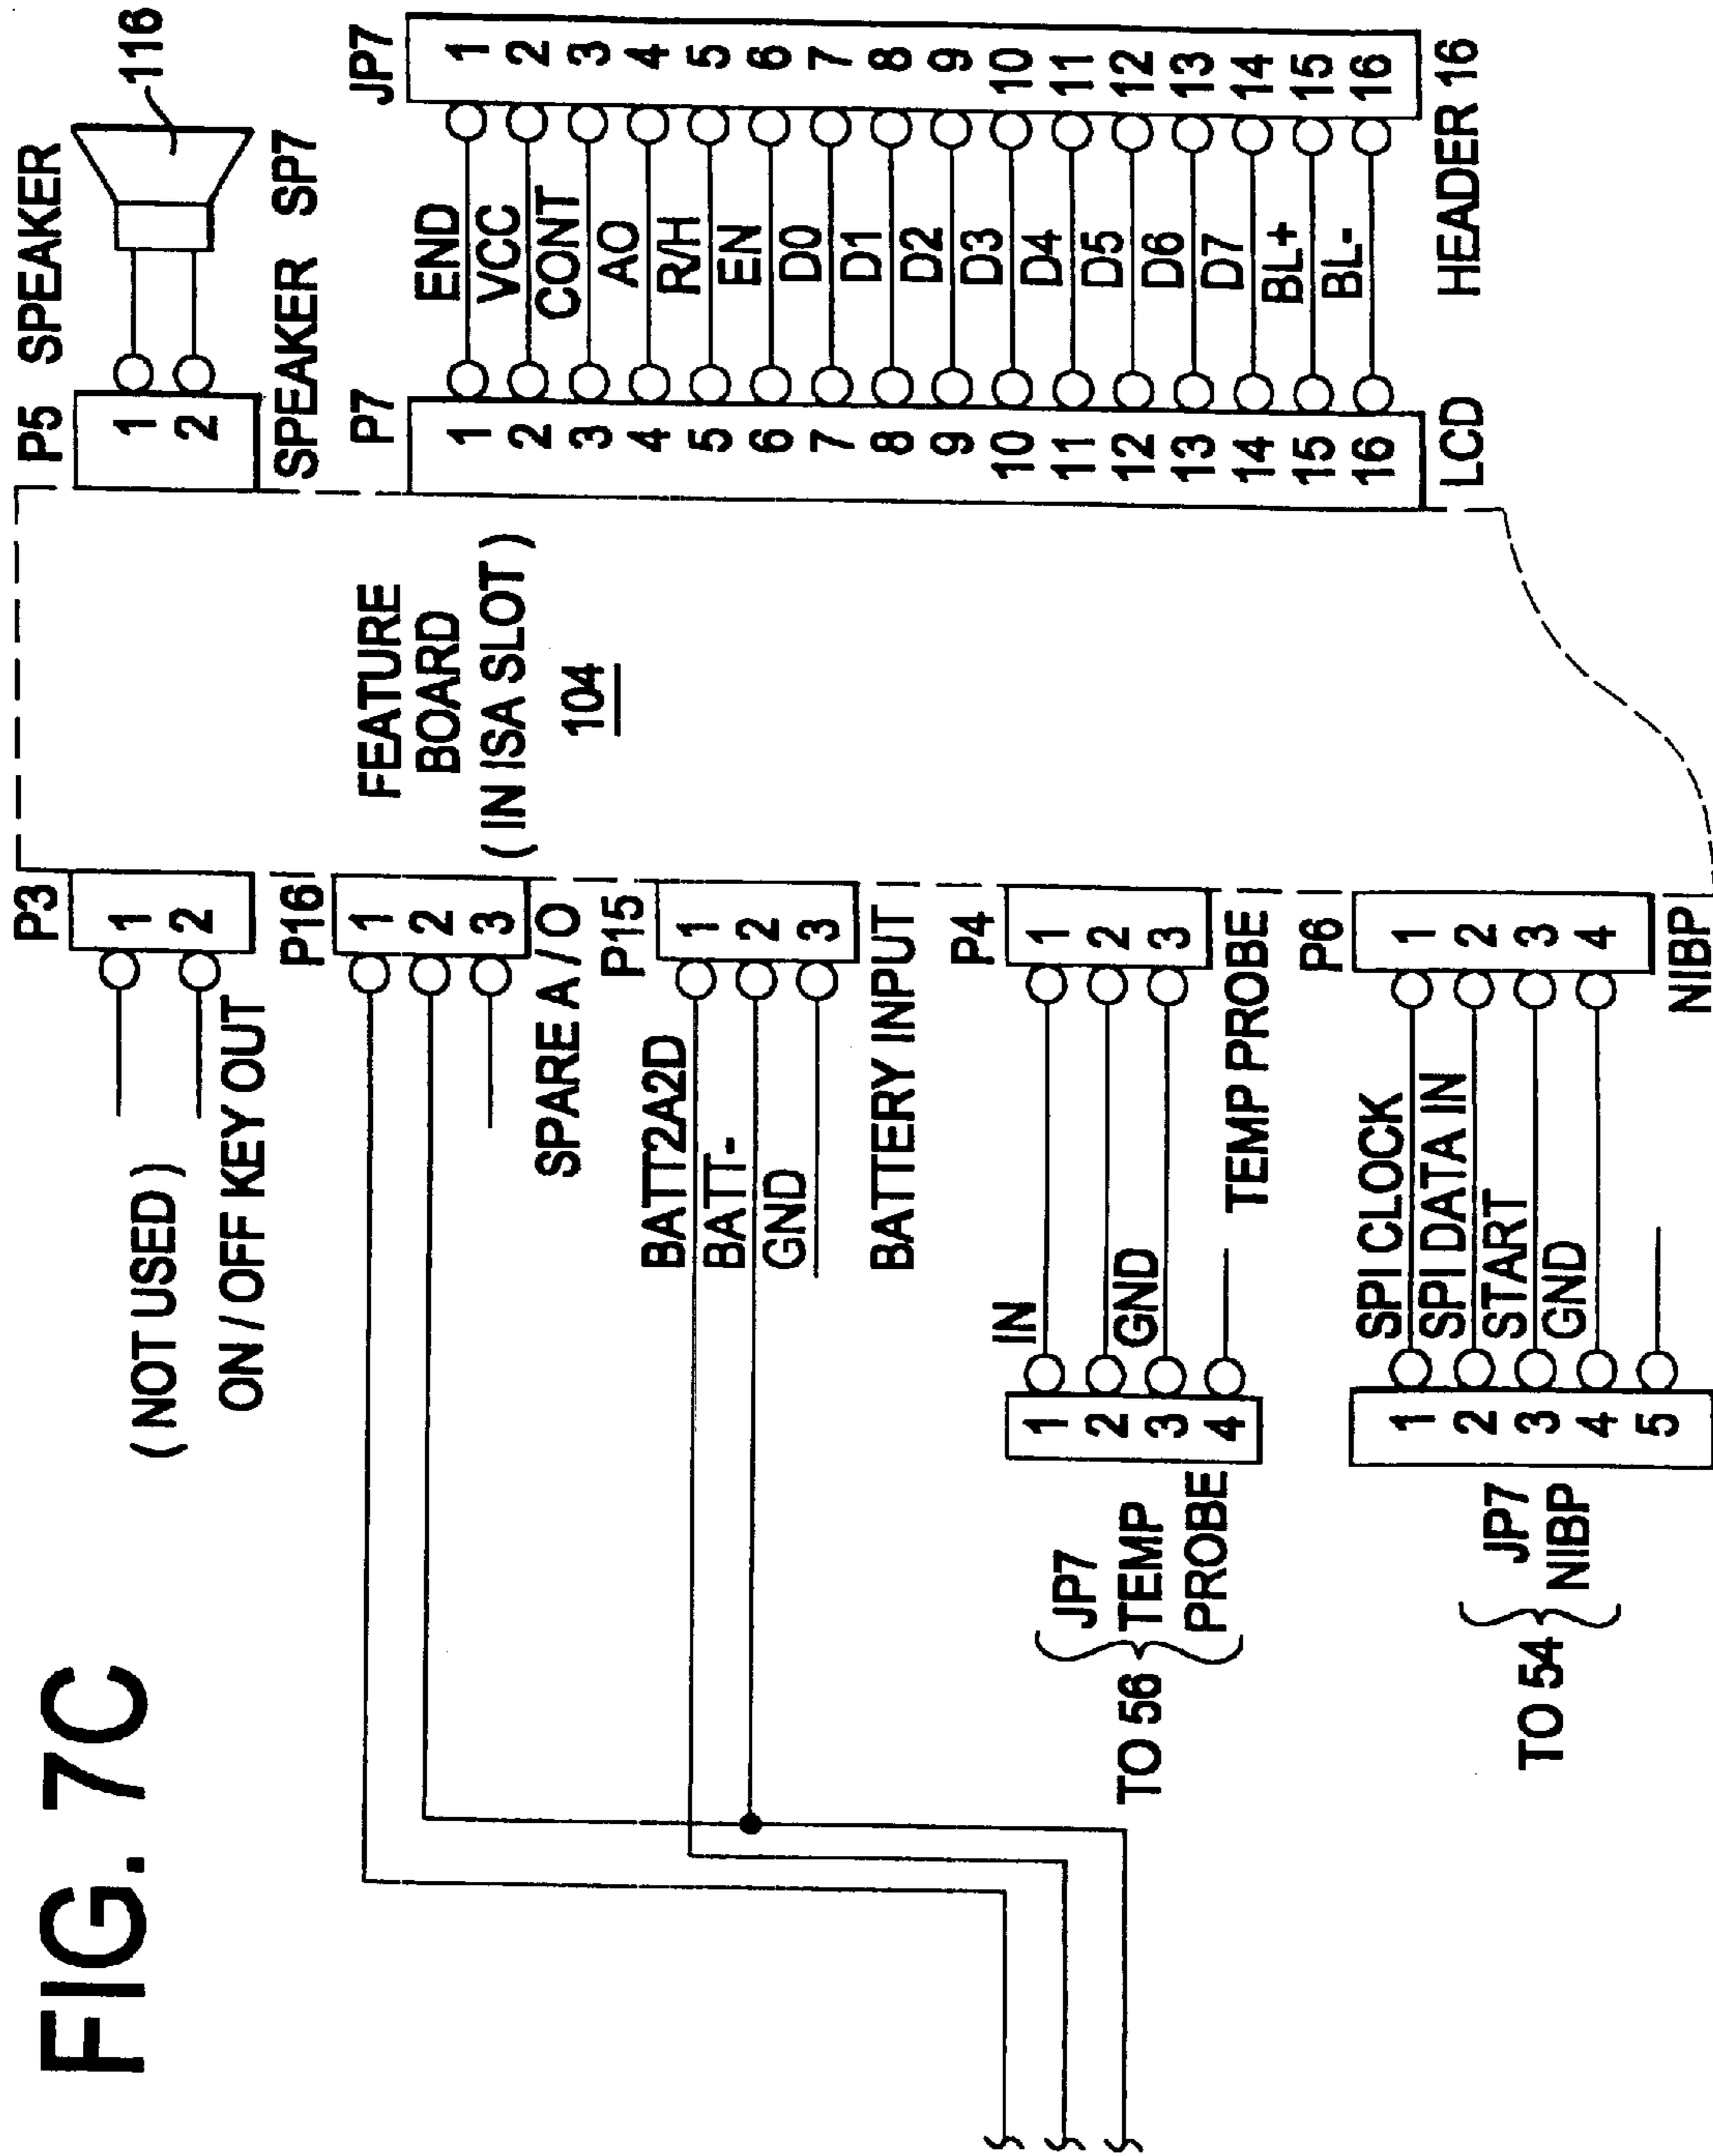 FIG. 7C
P3
1
2
(NOT USED)
ON / OFF KEY OUT
P16
1
2
3
SPARE A / O
P15
1
2
3
BATT2A2D
BATT-
GND
BATTERY INPUT
P4
1
2
3
IN
GND
TEMP PROBE
1
2
3
4
JP7
TEMP
PROBE
TO 56
P6
1
2
3
4
NIBP
SPI CLOCK
SPI DATA IN
START
GND
1
2
3
4
5
JP7
NIBP
TO 54
FEATURE
BOARD
( IN ISA SLOT )
104
P5 SPEAKER
1
2
116
SPEAKER SP7
P7
1
2
3
4
5
6
7
8
9
10
11
12
13
14
15
16
LCD
END
VCC
CONT
AO
R/H
EN
D0
D1
D2
D3
D4
D5
D6
D7
BL+
BL-
JP7
1
2
3
4
5
6
7
8
9
10
11
12
13
14
15
16
HEADER 16